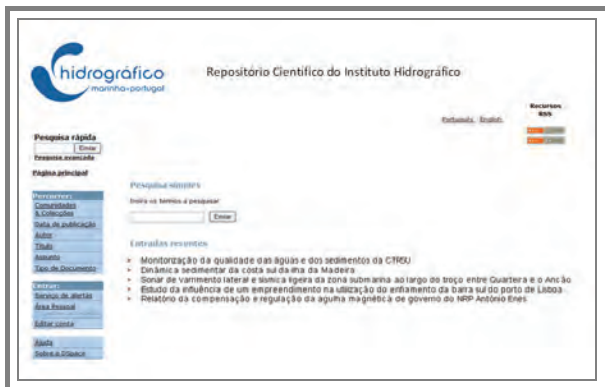 hidrográfico
marinha-portugal
Repositório Científico do Instituto Hidrográfico
Português English
Recursos
RSS
Pesquisa rápida
Enviar
Pesquisa avançada
Página principal
Percorrer:
Comunidades
& Colecções
Data de publicação
Autor
Título
Assunto
Tipo de Documento
Entrar:
Serviço de alertas
Área Pessoal
Editar conta
Ajuda
Sobre o DSpace
Pesquisa simples
Insira os termos a pesquisar
Enviar
Entradas recentes
Monitorização da qualidade das águas e dos sedimentos da CTRSU
Dinâmica sedimentar da costa sul da ilha da Madeira
Sonar de varrimento lateral e sísmica ligeira da zona submarina ao largo do troço entre Quarteira e o Ancão
Estudo da influência de um empreendimento na utilização do enfiamento da barra sul do porto de Lisboa
Relatório da compensação e regulação da agulha magnética de governo do NRP António Enes